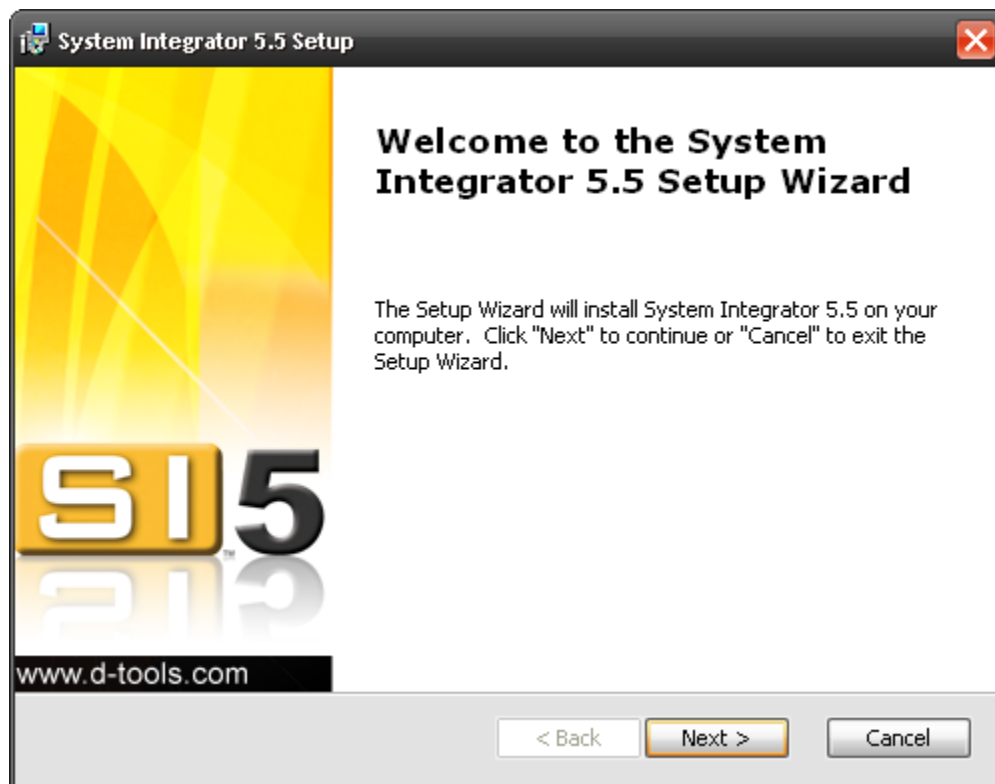 System Integrator 5.5 Setup
Welcome to the System
Integrator 5.5 Setup Wizard
The Setup Wizard will install System Integrator 5.5 on your
computer. Click "Next" to continue or "Cancel" to exit the
Setup Wizard.
SI5™
www.d-tools.com
< Back
Next >
Cancel